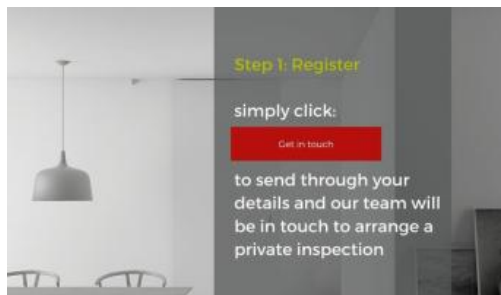 Step 1: Register
simply click:
Get in touch
to send through your
details and our team will
be in touch to arrange a
private inspection